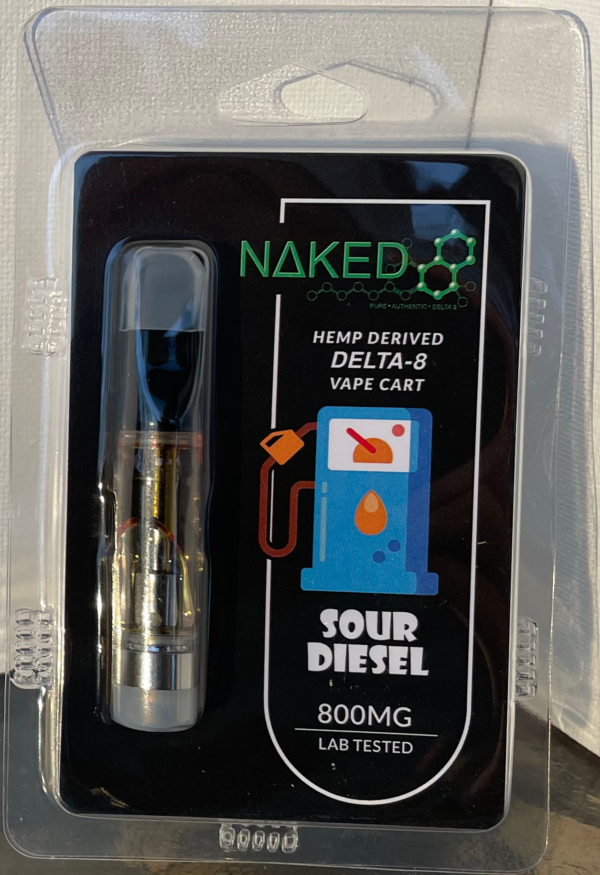 NAKED
PURE • AUTHENTIC • DELTA 8
HEMP DERIVED
DELTA-8
VAPE CART
SOUR
DIESEL
800MG
LAB TESTED